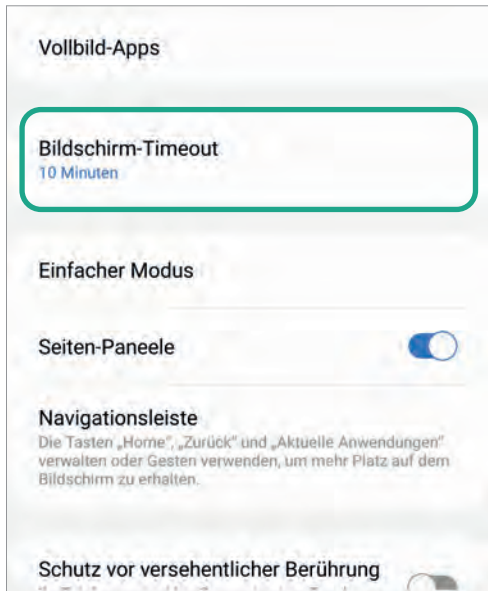 Vollbild-Apps
Bildschirm-Timeout
10 Minuten
Einfacher Modus
Seiten-Paneele
Navigationsleiste
Die Tasten „Home“, „Zurück“ und „Aktuelle Anwendungen“
verwalten oder Gesten verwenden, um mehr Platz auf dem
Bildschirm zu erhalten.
Schutz vor versehentlicher Berührung